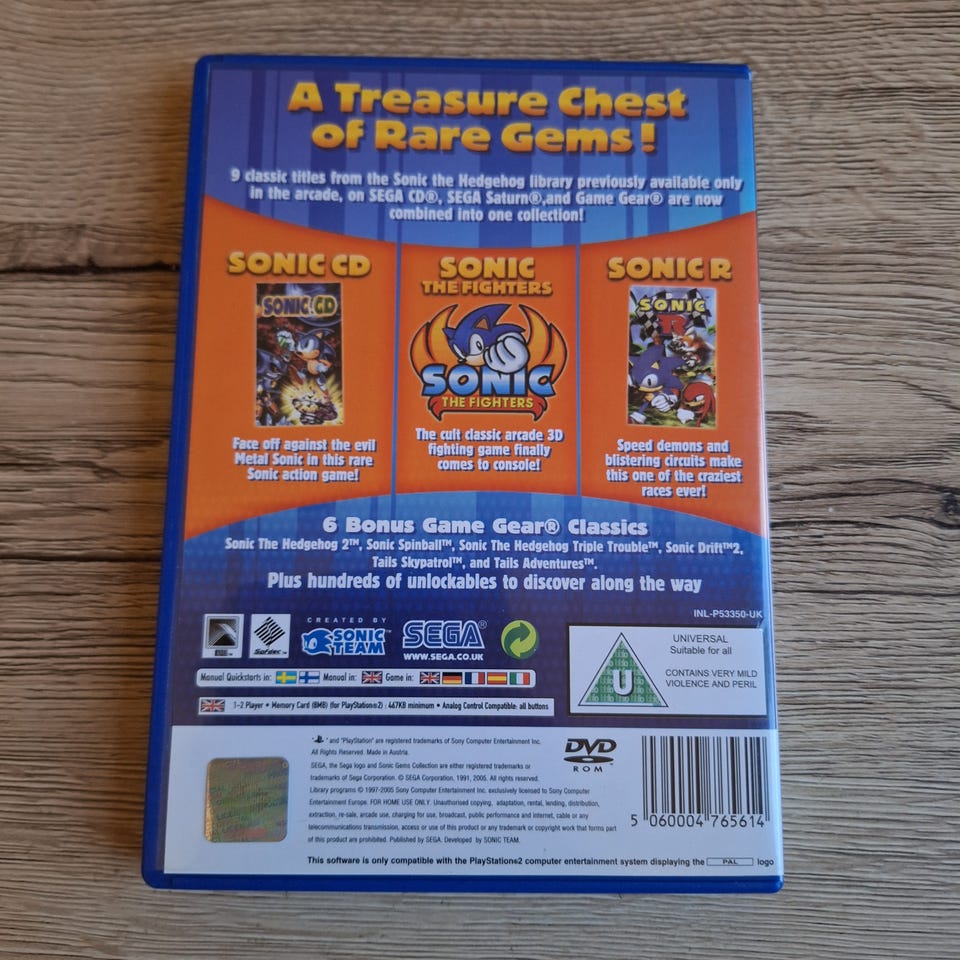 A Treasure Chest
of Rare Gems!
9 classic titles from the Sonic the Hedgehog library previously available only
in the arcade, on SEGA CD®, SEGA Saturn®,and Game Gear® are now
combined into one collection!
SONIC CD
SONIC CD
Face off against the evil
Metal Sonic in this rare
Sonic action game!
SONIC
THE FIGHTERS
SONIC
THE FIGHTERS
The cult classic arcade 3D
fighting game finally
comes to console!
SONIC R
SONIC
R
Speed demons and
blistering circuits make
this one of the craziest
races ever!
6 Bonus Game Gear® Classics
Sonic The Hedgehog 2™, Sonic Spinball™, Sonic The Hedgehog Triple Trouble™, Sonic Drift™2,
Tails Skypatrol™, and Tails Adventures™.
Plus hundreds of unlockables to discover along the way
INL-P53350-UK
CREATED BY
SONIC
TEAM™
SEGA®
WWW.SEGA.CO.UK
Sofdec™
U
UNIVERSAL
Suitable for all
CONTAINS VERY MILD
VIOLENCE AND PERIL
Manual Quickstarts in: Manual in: Game in:
1-2 Player • Memory Card (8MB) (for PlayStation®2) : 467KB minimum • Analog Control Compatible: all buttons
" and "PlayStation" are registered trademarks of Sony Computer Entertainment Inc.
All Rights Reserved. Made in Austria.
SEGA, the Sega logo and Sonic Gems Collection are either registered trademarks or
trademarks of Sega Corporation. © SEGA Corporation, 1991, 2005. All rights reserved.
Library programs © 1997-2005 Sony Computer Entertainment Inc. exclusively licensed to Sony Computer
Entertainment Europe. FOR HOME USE ONLY. Unauthorised copying, adaptation, rental, lending, distribution,
extraction, re-sale, arcade use, charging for use, broadcast, public performance and internet, cable or any
telecommunications transmission, access or use of this product or any trademark or copyright work that forms part
of this product are prohibited. Published by SEGA. Developed by SONIC TEAM.
DVD
ROM
5 060004 765614
This software is only compatible with the PlayStation®2 computer entertainment system displaying the PAL logo